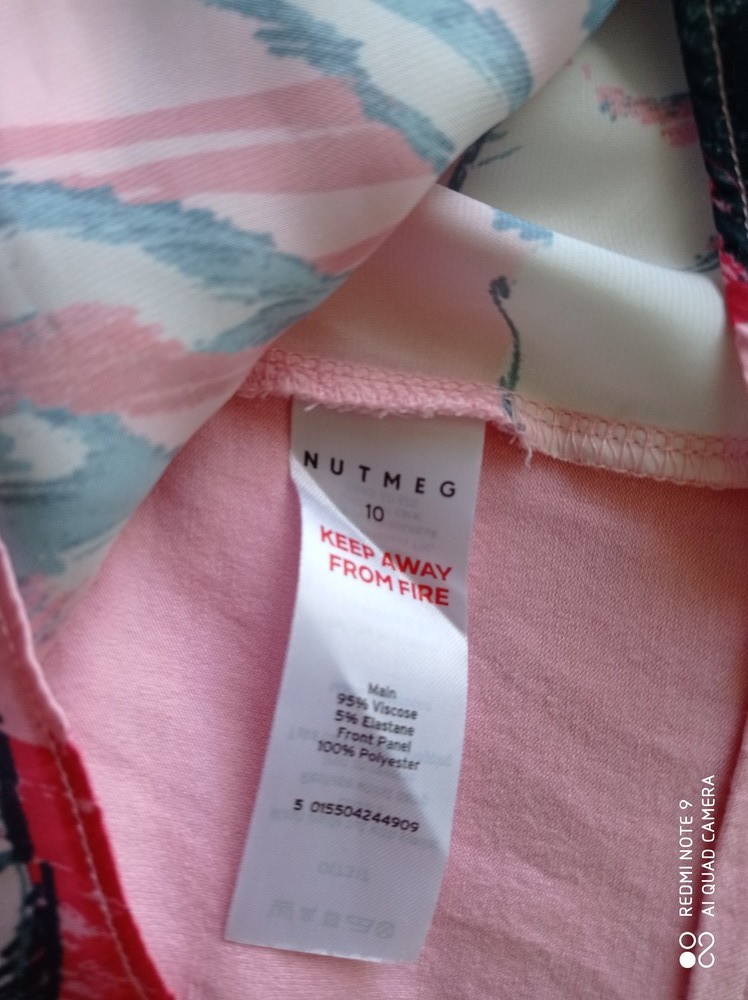 NUTMEG
10
KEEP AWAY
FROM FIRE
Main
95% Viscose
5% Elastane
Front Panel
100% Polyester
5 015504244909
REDMI NOTE 9
AI QUAD CAMERA